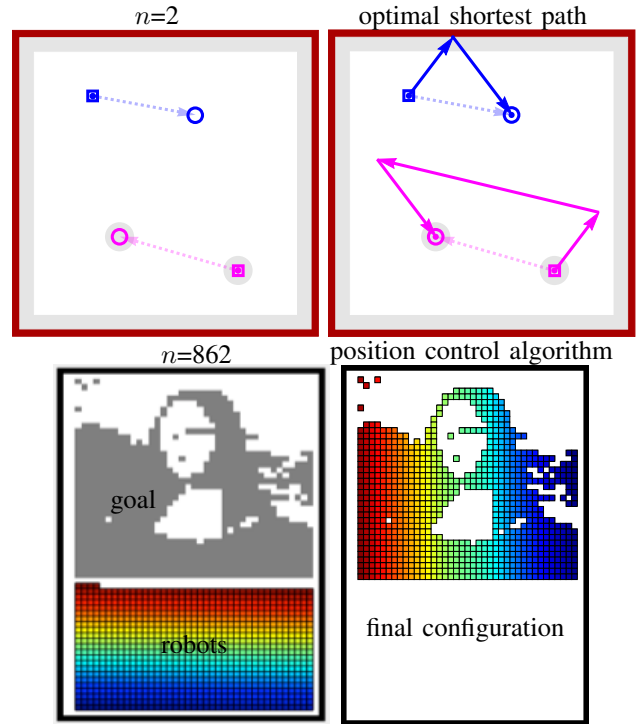 n=2
optimal shortest path
n=862
position control algorithm
goal
robots
final configuration